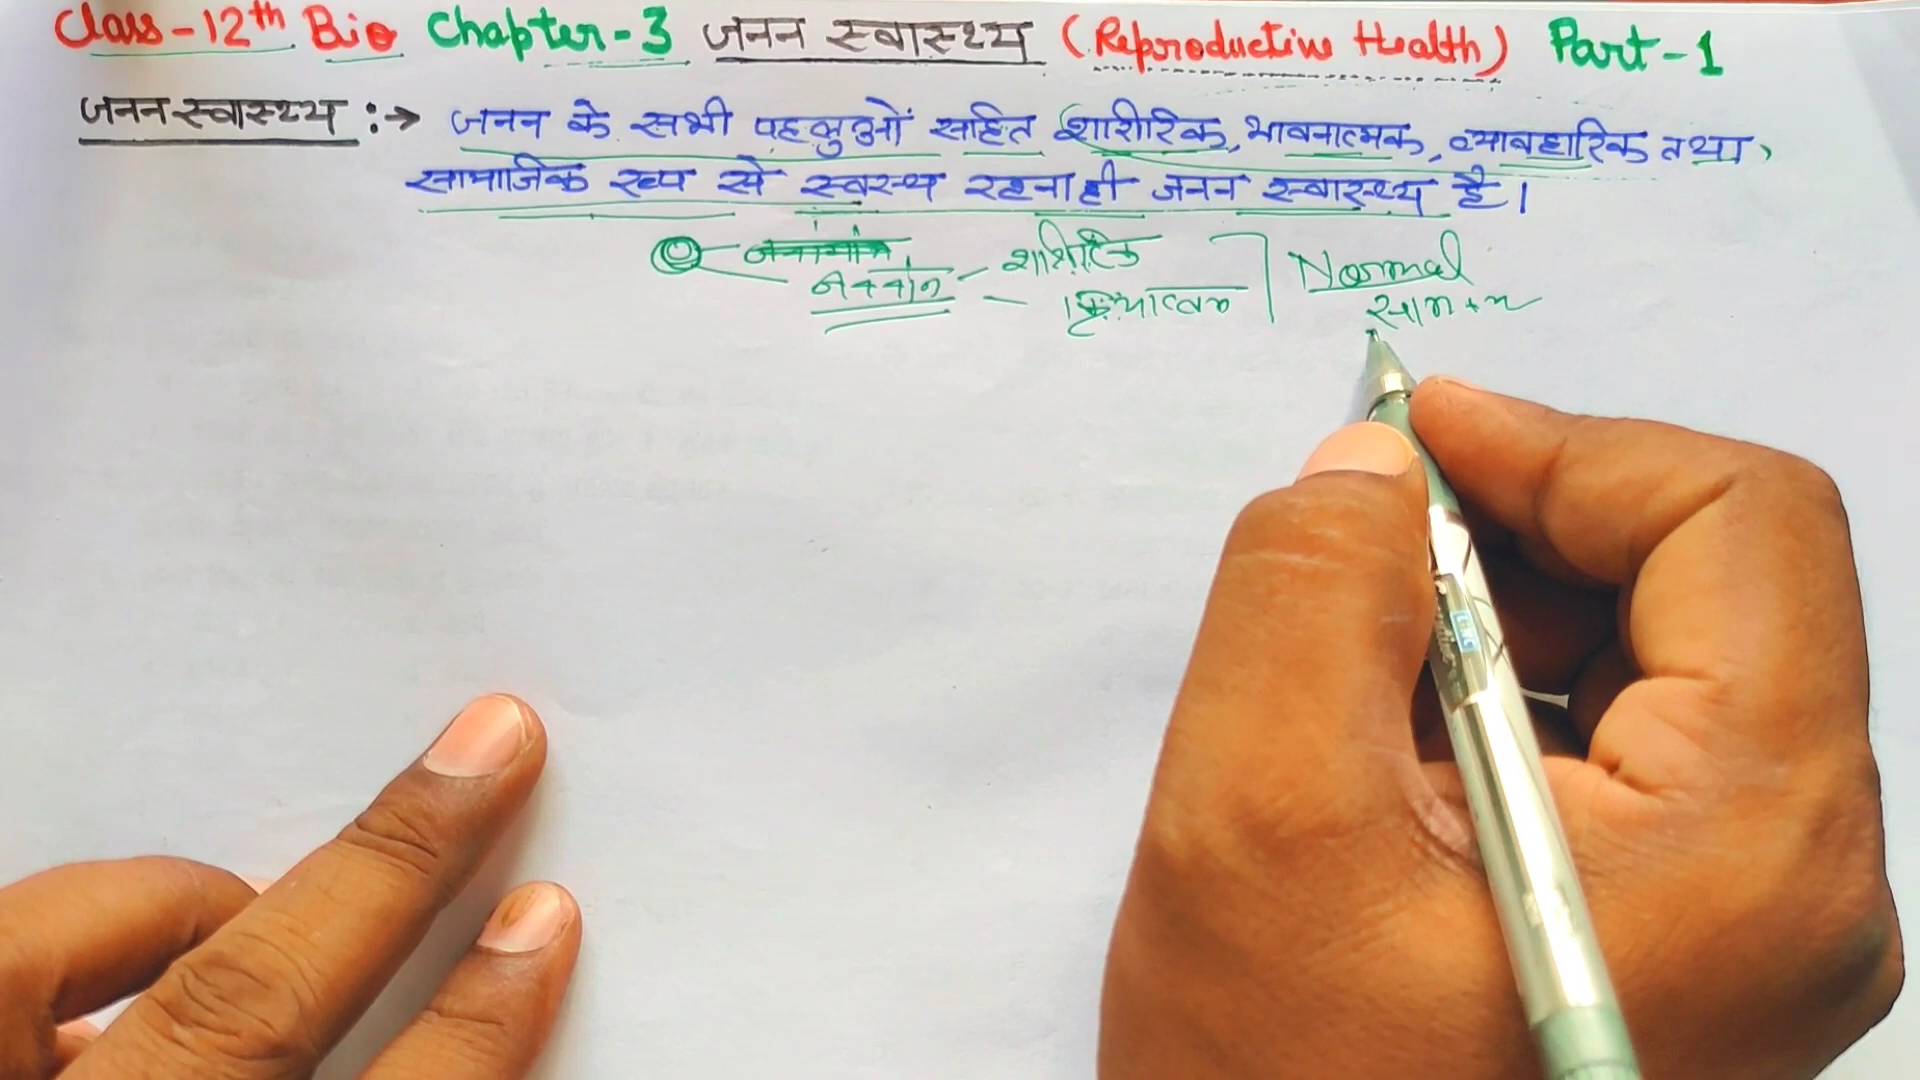 Class-12th Bio Chapter-3 जनन स्वास्थ्य (Reproductive Health) Part-1
जनन स्वास्थ्य :→ जनन के सभी पहलुओं सहित शारीरिक, भावनात्मक, व्यावहारिक तथा,
सामाजिक रूप से स्वस्थ रहना ही जनन स्वास्थ्य है।
शारीरिक
Normal